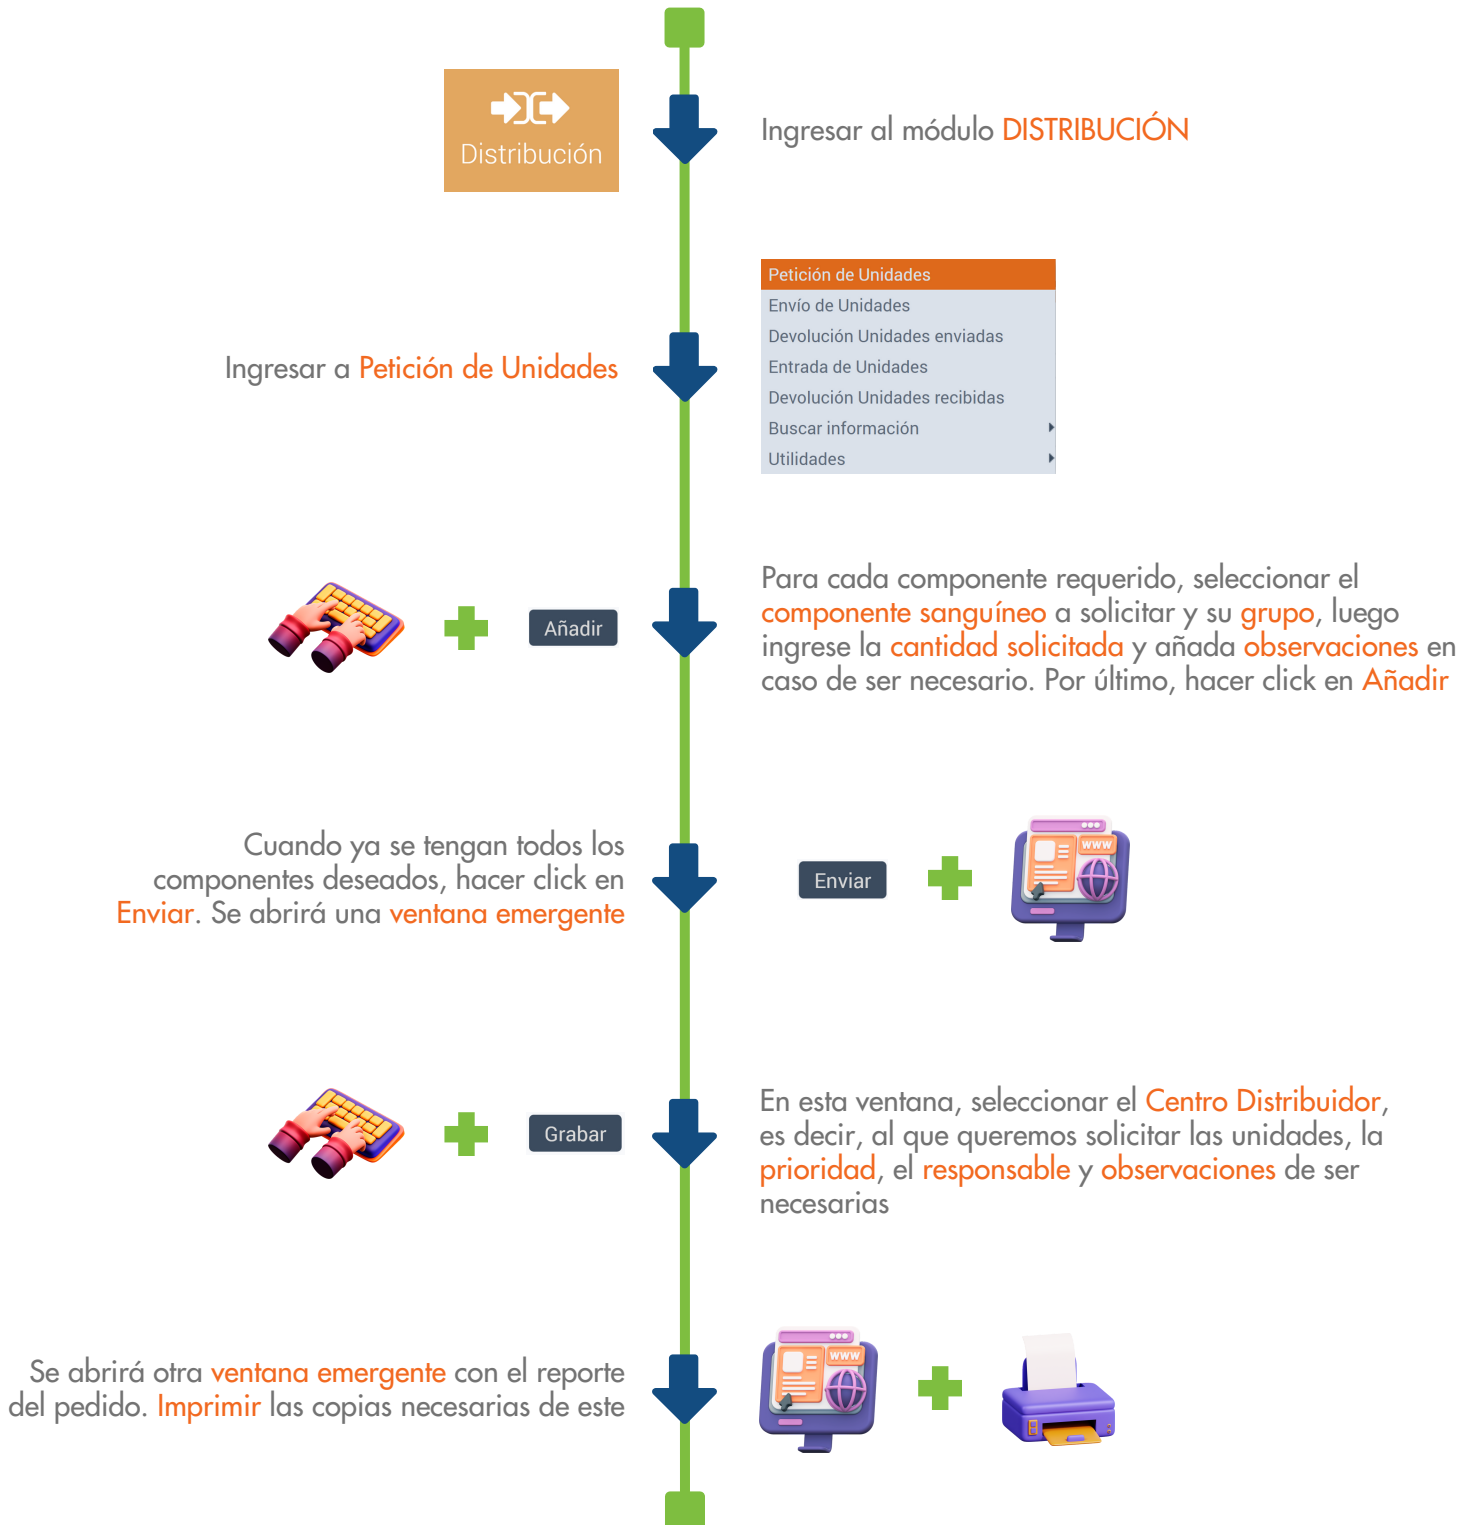 Distribución
Ingresar al módulo DISTRIBUCIÓN
Ingresar a Petición de Unidades
Petición de Unidades
Envío de Unidades
Devolución Unidades enviadas
Entrada de Unidades
Devolución Unidades recibidas
Buscar información
Utilidades
Añadir
Para cada componente requerido, seleccionar el
componente sanguíneo a solicitar y su grupo, luego
ingrese la cantidad solicitada y añada observaciones en
caso de ser necesario. Por último, hacer click en Añadir
Cuando ya se tengan todos los
componentes deseados, hacer click en
Enviar. Se abrirá una ventana emergente
Enviar
WWW
Grabar
En esta ventana, seleccionar el Centro Distribuidor,
es decir, al que queremos solicitar las unidades, la
prioridad, el responsable y observaciones de ser
necesarias
Se abrirá otra ventana emergente con el reporte
del pedido. Imprimir las copias necesarias de este
WWW